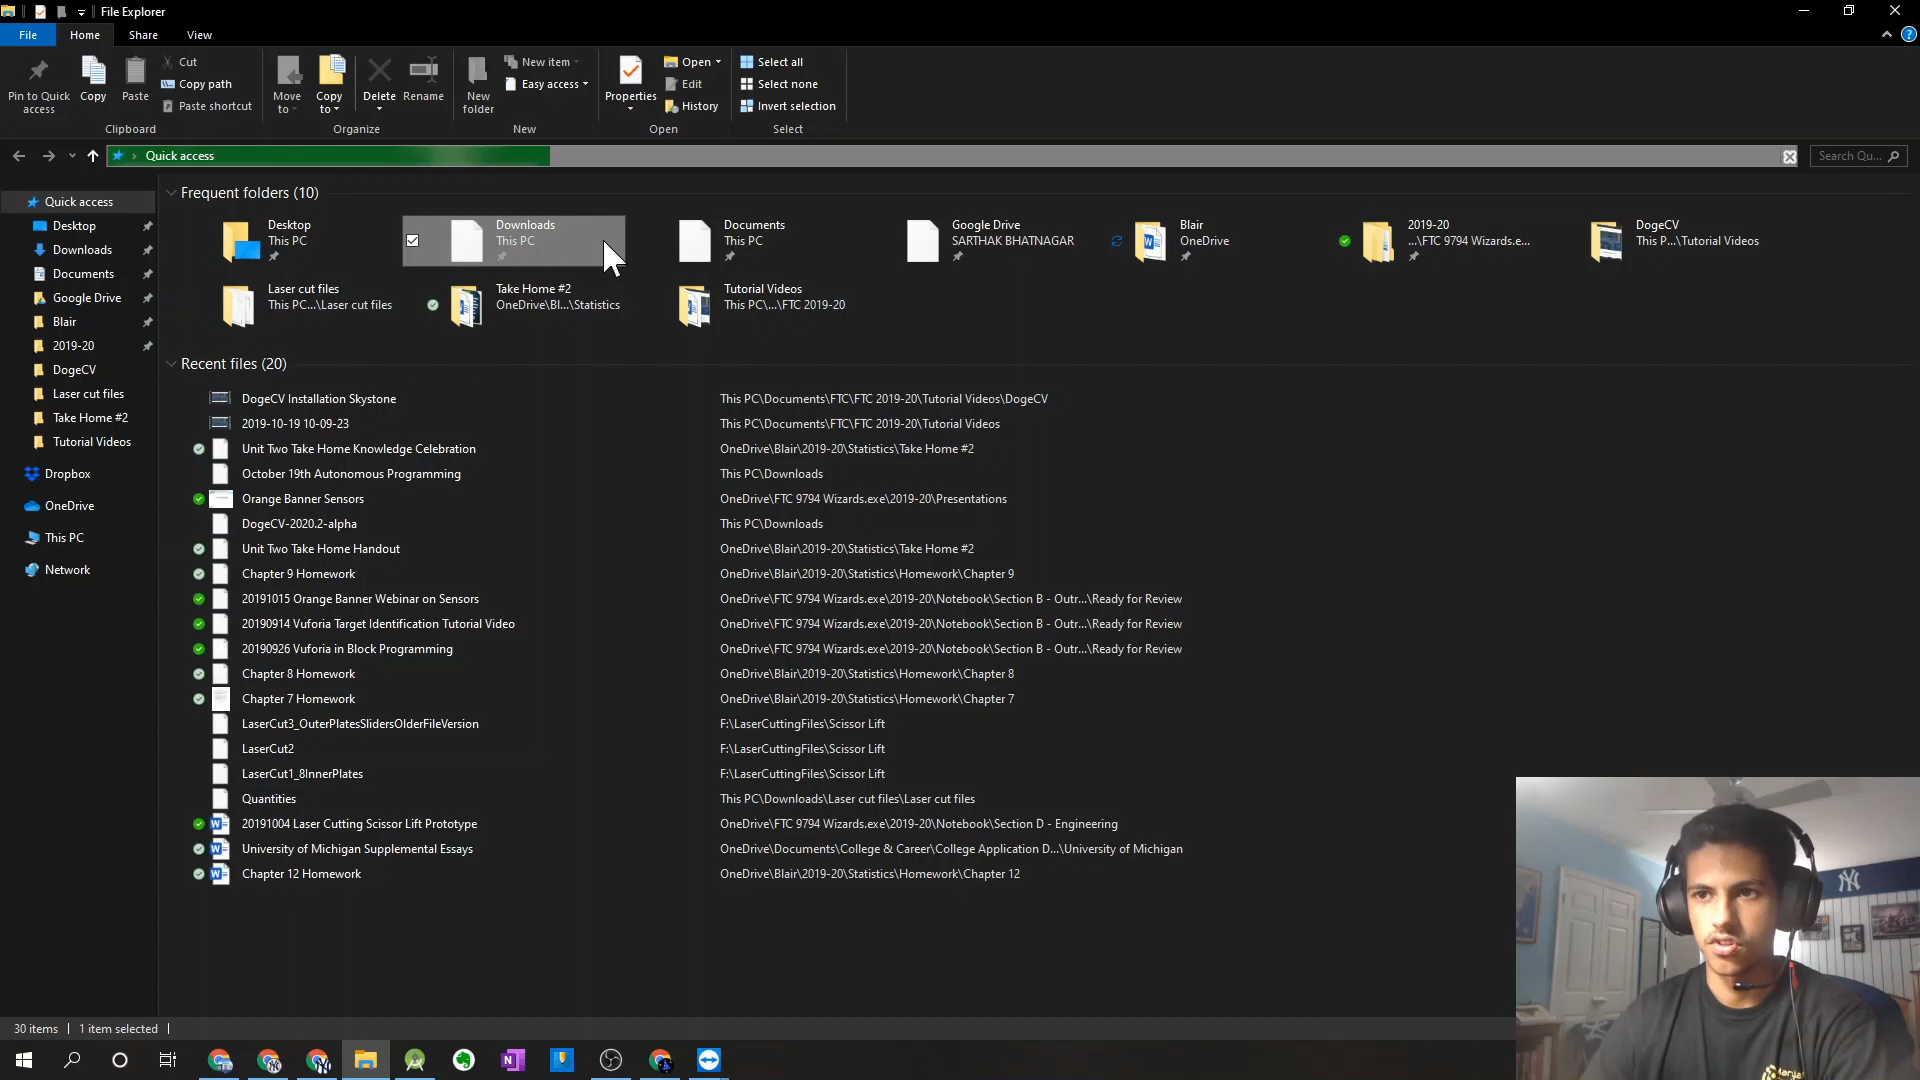 File Explorer
File Home Share View
Pin to Quick access
Copy
Paste
Cut
Copy path
Paste shortcut
Clipboard
Move to
Copy to
Delete
Rename
Organize
New folder
New item
Easy access
New
Properties
Open
Edit
History
Open
Select all
Select none
Invert selection
Select
Quick access
Search Qu...
Quick access
Desktop
Downloads
Documents
Google Drive
Blair
2019-20
DogeCV
Laser cut files
Take Home #2
Tutorial Videos
Dropbox
OneDrive
This PC
Network
Frequent folders (10)
Desktop
This PC
Downloads
This PC
Documents
This PC
Google Drive
SARTHAK BHATNAGAR
Blair
OneDrive
2019-20
...\FTC 9794 Wizards.e...
DogeCV
This P...\Tutorial Videos
Laser cut files
This PC...\Laser cut files
Take Home #2
OneDrive\Bl...\Statistics
Tutorial Videos
This PC\...\FTC 2019-20
Recent files (20)
DogeCV Installation Skystone This PC\Documents\FTC\FTC 2019-20\Tutorial Videos\DogeCV
2019-10-19 10-09-23 This PC\Documents\FTC\FTC 2019-20\Tutorial Videos
Unit Two Take Home Knowledge Celebration OneDrive\Blair\2019-20\Statistics\Take Home #2
October 19th Autonomous Programming This PC\Downloads
Orange Banner Sensors OneDrive\FTC 9794 Wizards.exe\2019-20\Presentations
DogeCV-2020.2-alpha This PC\Downloads
Unit Two Take Home Handout OneDrive\Blair\2019-20\Statistics\Take Home #2
Chapter 9 Homework OneDrive\Blair\2019-20\Statistics\Homework\Chapter 9
20191015 Orange Banner Webinar on Sensors OneDrive\FTC 9794 Wizards.exe\2019-20\Notebook\Section B - Outr...\Ready for Review
20190914 Vuforia Target Identification Tutorial Video OneDrive\FTC 9794 Wizards.exe\2019-20\Notebook\Section B - Outr...\Ready for Review
20190926 Vuforia in Block Programming OneDrive\FTC 9794 Wizards.exe\2019-20\Notebook\Section B - Outr...\Ready for Review
Chapter 8 Homework OneDrive\Blair\2019-20\Statistics\Homework\Chapter 8
Chapter 7 Homework OneDrive\Blair\2019-20\Statistics\Homework\Chapter 7
LaserCut3_OuterPlatesSlidersOlderFileVersion F:\LaserCuttingFiles\Scissor Lift
LaserCut2 F:\LaserCuttingFiles\Scissor Lift
LaserCut1_8InnerPlates F:\LaserCuttingFiles\Scissor Lift
Quantities This PC\Downloads\Laser cut files\Laser cut files
20191004 Laser Cutting Scissor Lift Prototype OneDrive\FTC 9794 Wizards.exe\2019-20\Notebook\Section D - Engineering
University of Michigan Supplemental Essays OneDrive\Documents\College & Career\College Application D...\University of Michigan
Chapter 12 Homework OneDrive\Blair\2019-20\Statistics\Homework\Chapter 12
30 items
1 item selected